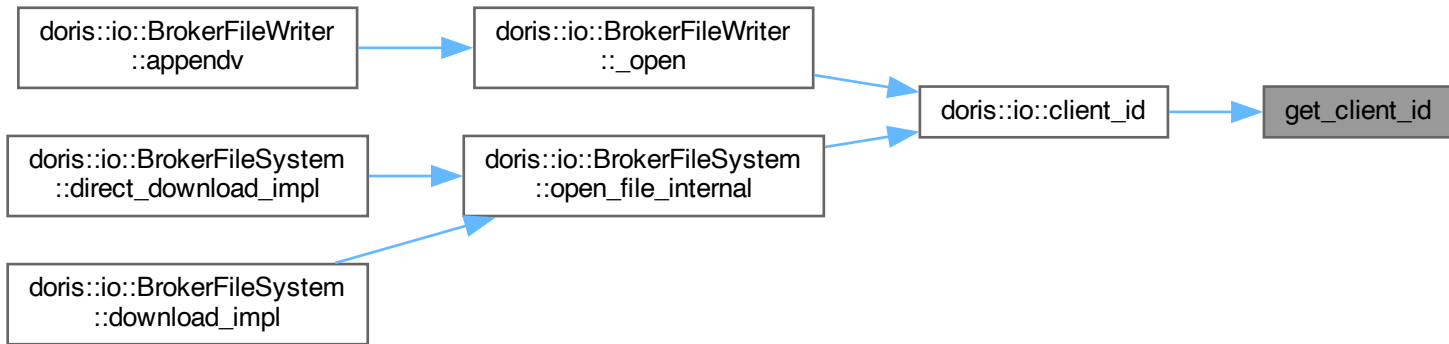 doris::io::BrokerFileWriter
::appendv
doris::io::BrokerFileWriter
::_open
doris::io::client_id
get_client_id
doris::io::BrokerFileSystem
::direct_download_impl
doris::io::BrokerFileSystem
::open_file_internal
doris::io::BrokerFileSystem
::download_impl